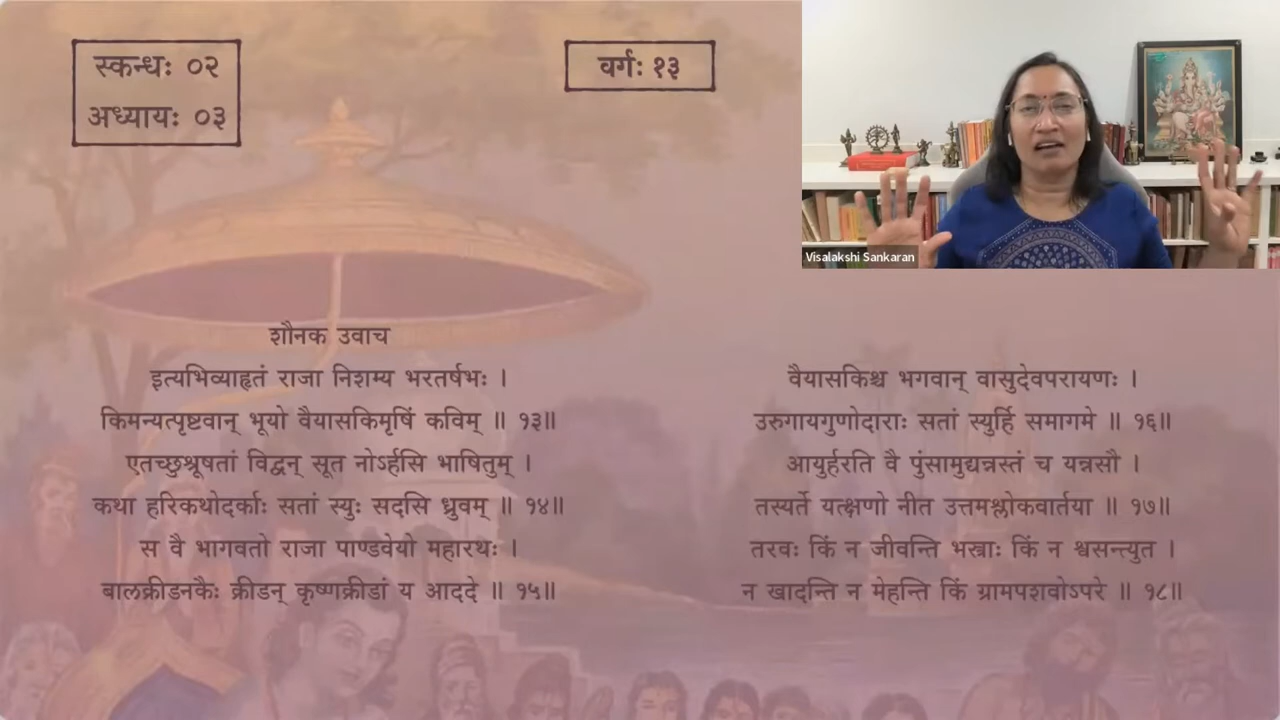 स्कन्धः ०२
अध्यायः ०३
वर्गः १३
Visalakshi Sankaran
शौनक उवाच
इत्यभिव्याहृतं राजा निशम्य भरतर्षभः ।
किमन्यत्पृष्टवान् भूयो वैयासकिमृषिं कविम् ॥ १३॥
एतच्छुश्रूषतां विद्वन् सूत नोऽर्हसि भाषितुम् ।
कथा हरिकथोदर्काः सतां स्युः सदसि ध्रुवम् ॥ १४॥
स वै भागवतो राजा पाण्डवेयो महारथः ।
बालक्रीडनकैः क्रीडन् कृष्णक्रीडां य आददे ॥ १५॥
वैयासकिश्च भगवान् वासुदेवपरायणः ।
उरुगायगुणोदाराः सतां स्युर्हि समागमे ॥ १६॥
आयुर्हरति वै पुंसामुद्यन्नस्तं च यन्नसौ ।
तस्यर्ते यत्क्षणो नीत उत्तमश्लोकवार्तया ॥ १७॥
तरवः किं न जीवन्ति भस्त्राः किं न श्वसन्त्युत ।
न खादन्ति न मेहन्ति किं ग्रामपशवोऽपरे ॥ १८॥